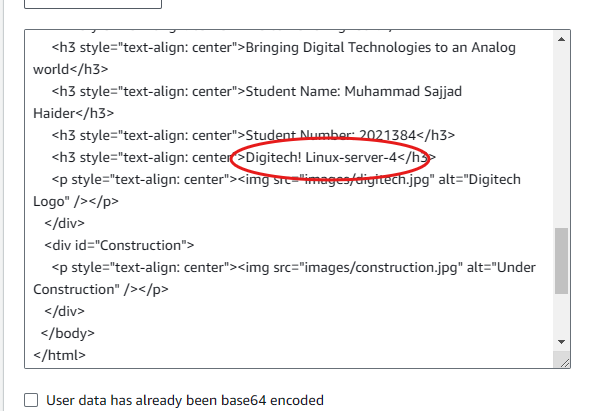 <h3 style="text-align: center">Bringing Digital Technologies to an Analog
world</h3>
<h3 style="text-align: center">Student Name: Muhammad Sajjad
Haider</h3>
<h3 style="text-align: center">Student Number: 2021384</h3>
<h3 style="text-align: center">Digitech! Linux-server-4</h3>
<p style="text-align: center"><img src="images/digitech.jpg" alt="Digitech
Logo" /></p>
</div>
<div id="Construction">
<p style="text-align: center"><img src="images/construction.jpg" alt="Under
Construction" /></p>
</div>
</body>
</html>
User data has already been base64 encoded